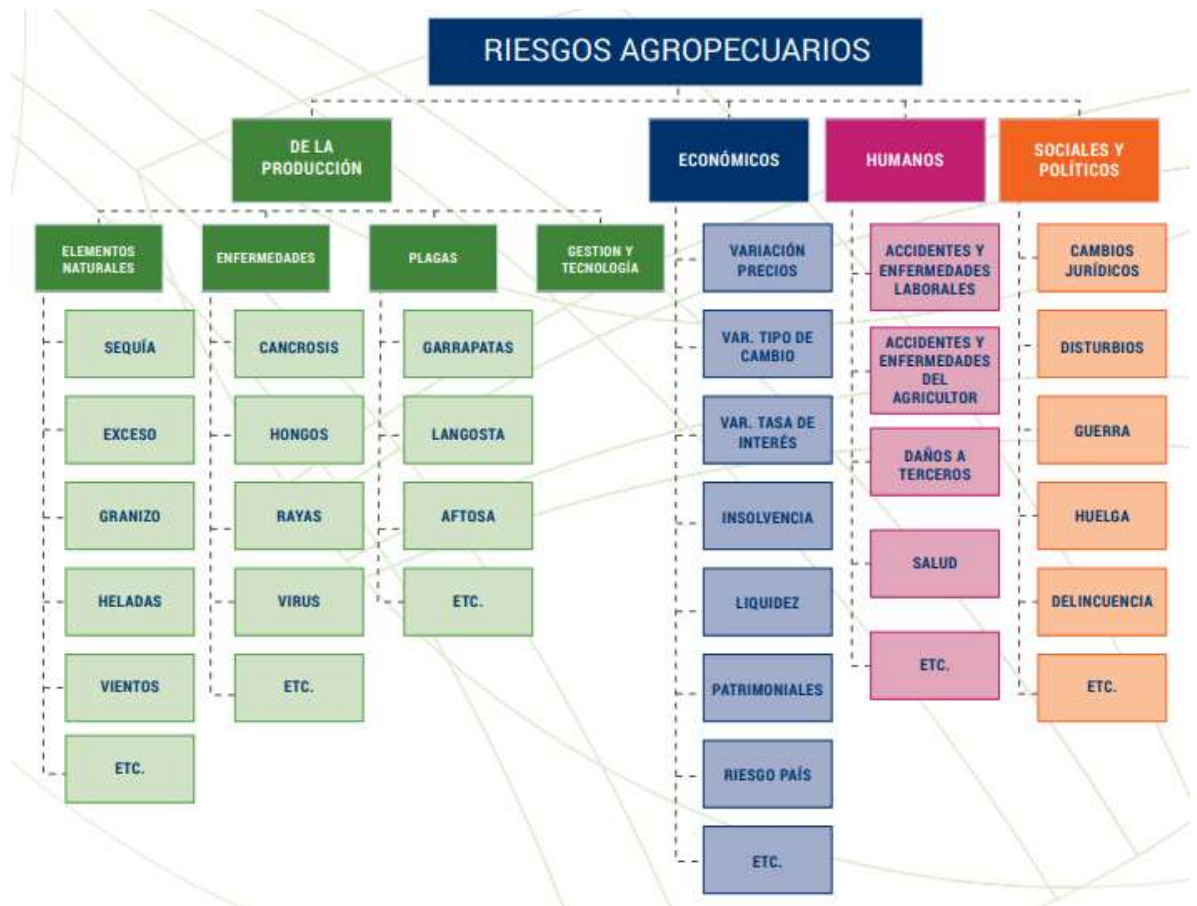 RIESGOS AGROPECUARIOS
DE LA
PRODUCCIÓN
ECONÓMICOS
HUMANOS
SOCIALES Y
POLÍTICOS
ELEMENTOS
NATURALES
ENFERMEDADES
PLAGAS
GESTION Y
TECNOLOGÍA
SEQUÍA
EXCESO
GRANIZO
HELADAS
VIENTOS
ETC.
CANCROSIS
HONGOS
RAYAS
VIRUS
ETC.
GARRAPATAS
LANGOSTA
AFTOSA
ETC.
VARIACIÓN
PRECIOS
VAR. TIPO DE
CAMBIO
VAR. TASA DE
INTERÉS
INSOLVENCIA
LIQUIDEZ
PATRIMONIALES
RIESGO PAÍS
ETC.
ACCIDENTES Y
ENFERMEDADES
LABORALES
ACCIDENTES Y
ENFERMEDADES
DEL
AGRICULTOR
DAÑOS A
TERCEROS
SALUD
ETC.
CAMBIOS
JURÍDICOS
DISTURBIOS
GUERRA
HUELGA
DELINCUENCIA
ETC.